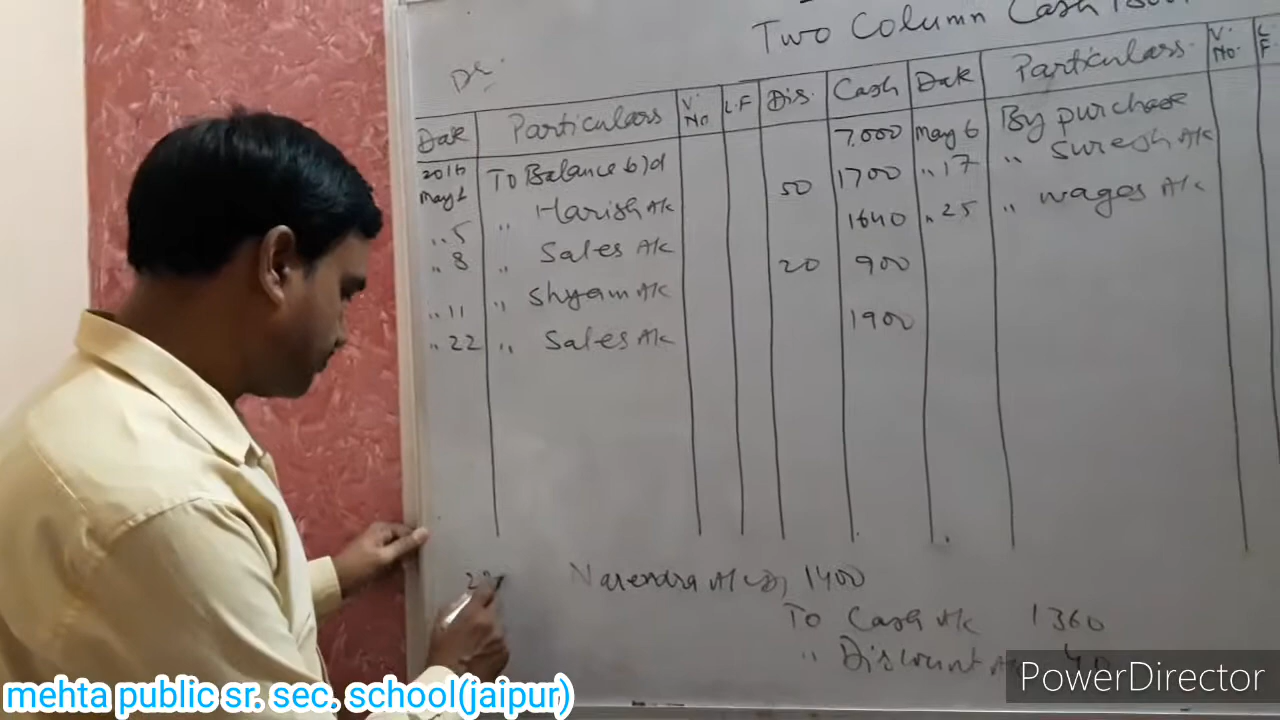 Two Column Cash Book
Dr.
Date Particulars V. No L.F Dis. Cash Date Particulars. V. No. L F
2016 May 1 To Balance b/d 7,000 May 6 By purchase
"5 " Harish A/c 50 1700 "17 " Suresh A/c
"8 " Sales A/c 1640 "25 " wages A/c
"11 " Shyam A/c 20 900
"22 " Sales A/c 1900
Narendra A/c Dr 1400
To Cash A/c 1360
" Discount 40
PowerDirector
mehta public sr. sec. school(jaipur)